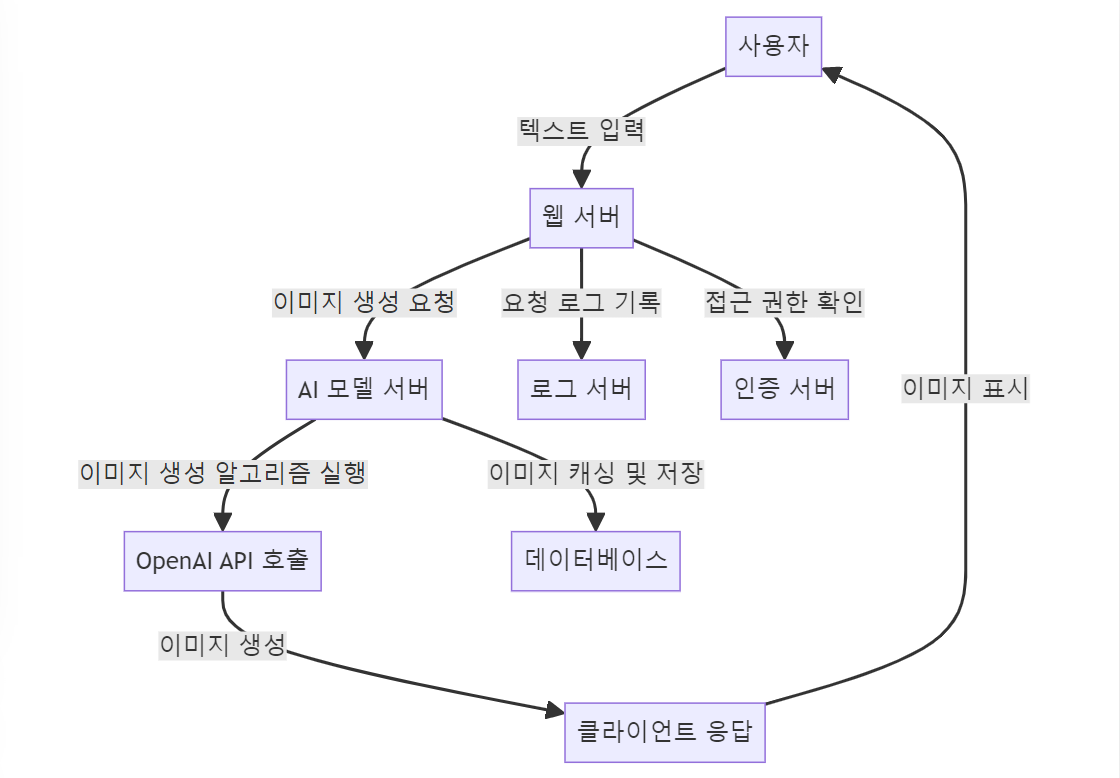 사용자
텍스트 입력
웹 서버
이미지 생성 요청
요청 로그 기록
접근 권한 확인
AI 모델 서버
로그 서버
인증 서버
이미지 표시
이미지 생성 알고리즘 실행
이미지 캐싱 및 저장
OpenAI API 호출
데이터베이스
이미지 생성
클라이언트 응답